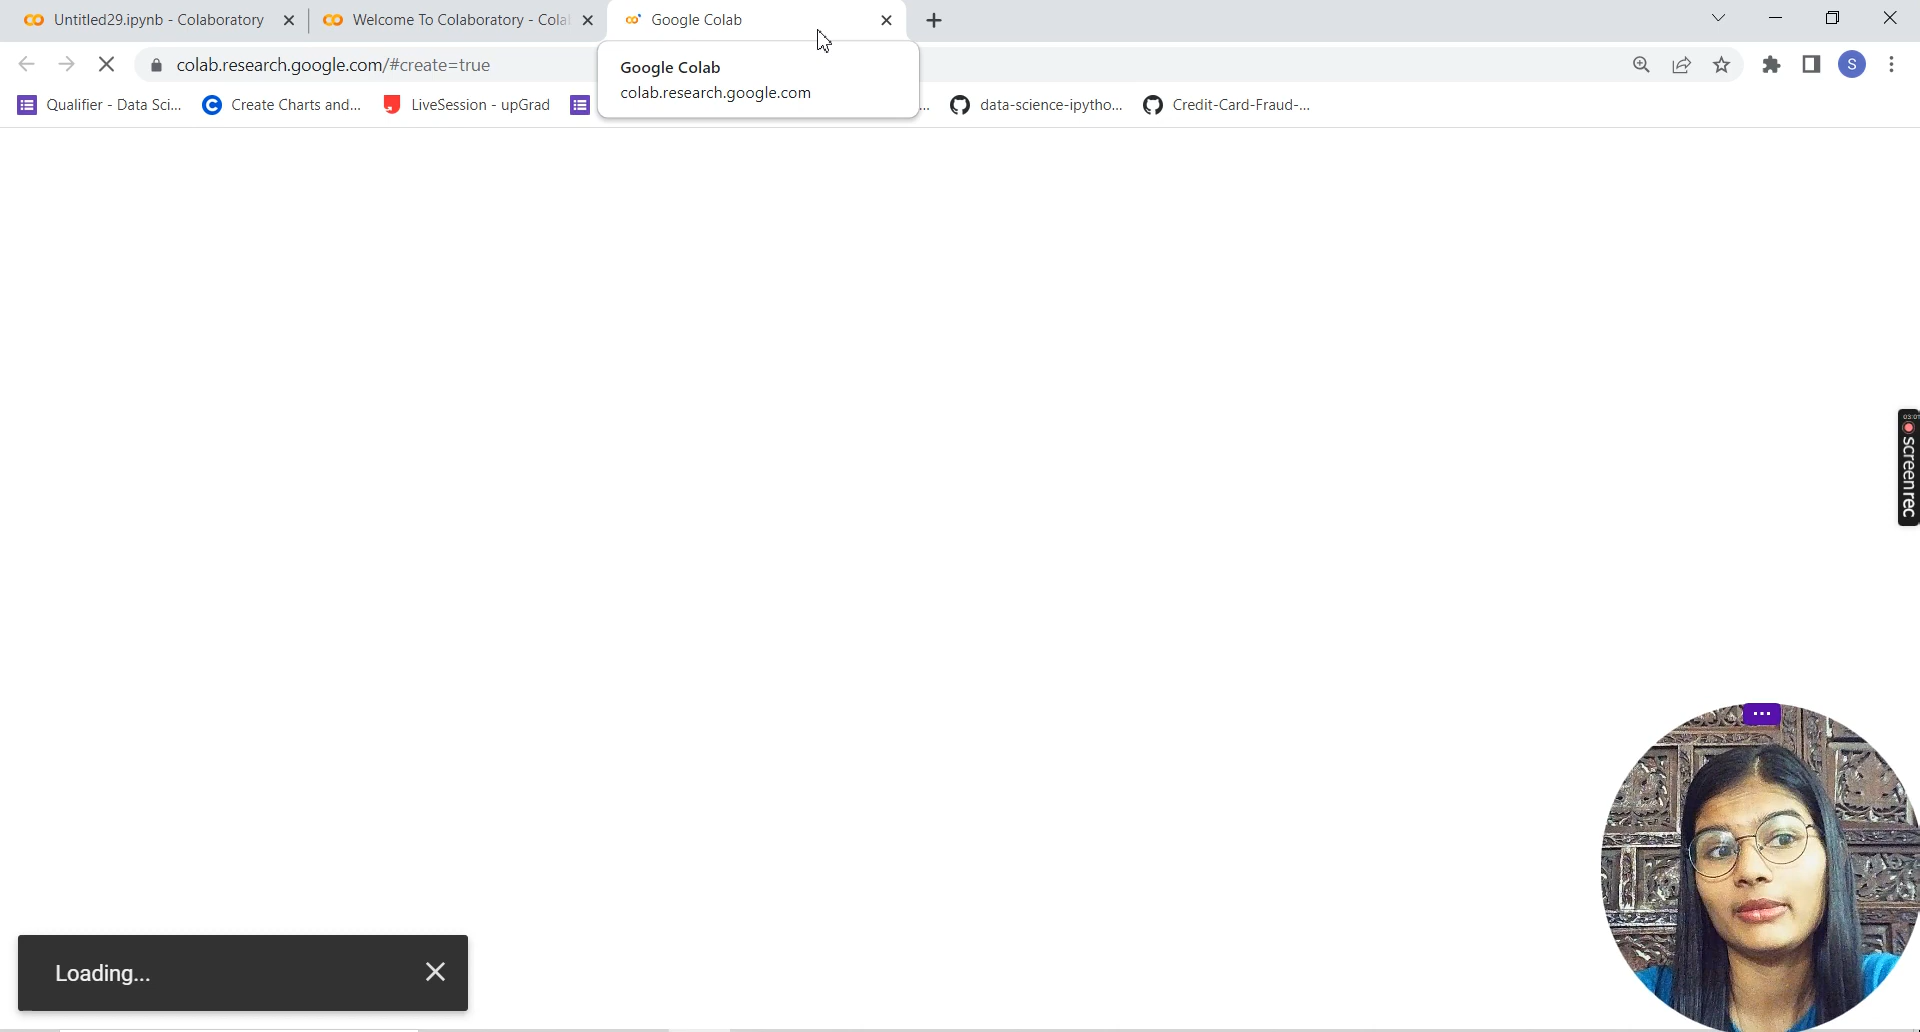 Untitled29.ipynb - Colaboratory
Welcome To Colaboratory - Cola
Google Colab
colab.research.google.com/#create=true
Google Colab
colab.research.google.com
S
Qualifier - Data Sci...
Create Charts and...
LiveSession - upGrad
...
data-science-ipytho...
Credit-Card-Fraud-...
screenrec
Loading...